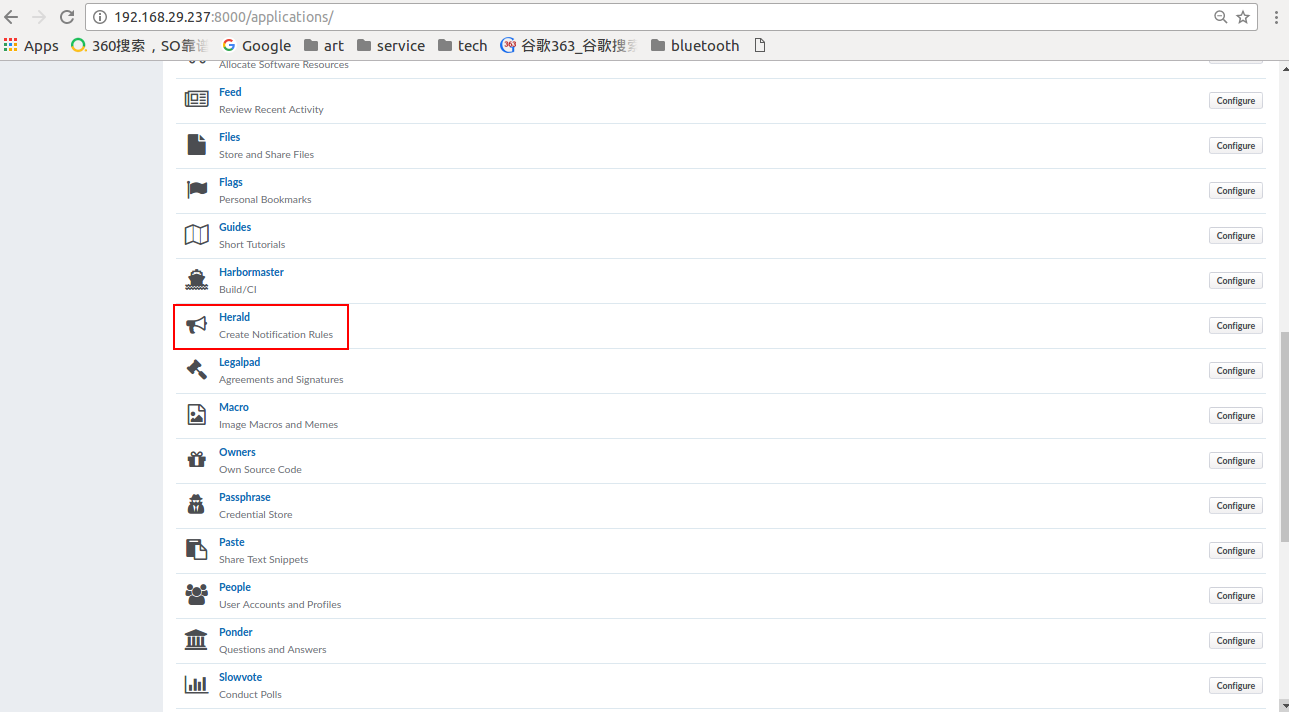 192.168.29.237:8000/applications/
Apps 360搜索，SO靠谱 Google art service tech 谷歌363_谷歌搜索 bluetooth
Allocate Software Resources
Feed
Review Recent Activity
Configure
Files
Store and Share Files
Configure
Flags
Personal Bookmarks
Configure
Guides
Short Tutorials
Configure
Harbormaster
Build/CI
Configure
Herald
Create Notification Rules
Configure
Legalpad
Agreements and Signatures
Configure
Macro
Image Macros and Memes
Configure
Owners
Own Source Code
Configure
Passphrase
Credential Store
Configure
Paste
Share Text Snippets
Configure
People
User Accounts and Profiles
Configure
Ponder
Questions and Answers
Configure
Slowvote
Conduct Polls
Configure